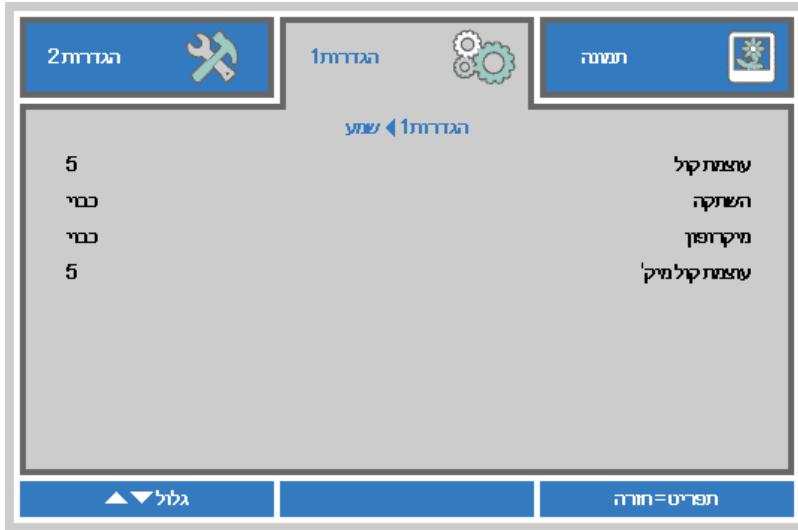 תמונה
הגדרות1
הגדרות2
הגדרות1 ◀ שמע
עוצמת קול 5
השתקה כבוי
מיקרופון כבוי
עוצמת קול מיק' 5
תפריט=חזרה
גלול▼▲